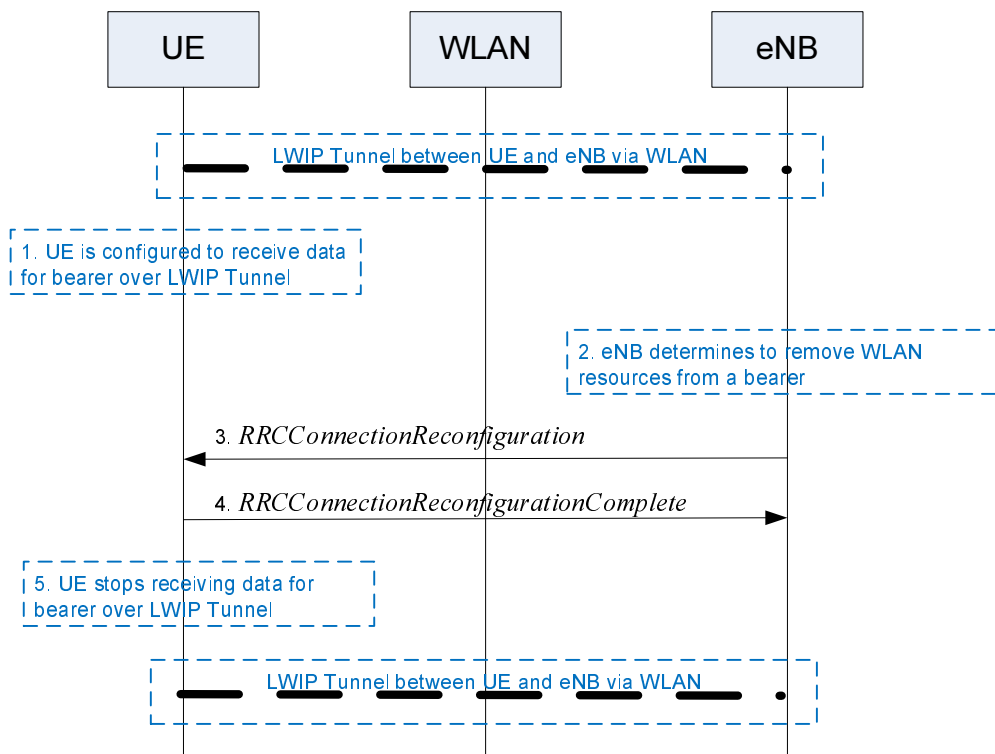 UE
WLAN
eNB
LWIP Tunnel between UE and eNB via WLAN
1. UE is configured to receive data
for bearer over LWIP Tunnel
2. eNB determines to remove WLAN
resources from a bearer
3. RRCConnectionReconfiguration
4. RRCConnectionReconfigurationComplete
5. UE stops receiving data for
bearer over LWIP Tunnel
LWIP Tunnel between UE and eNB via WLAN